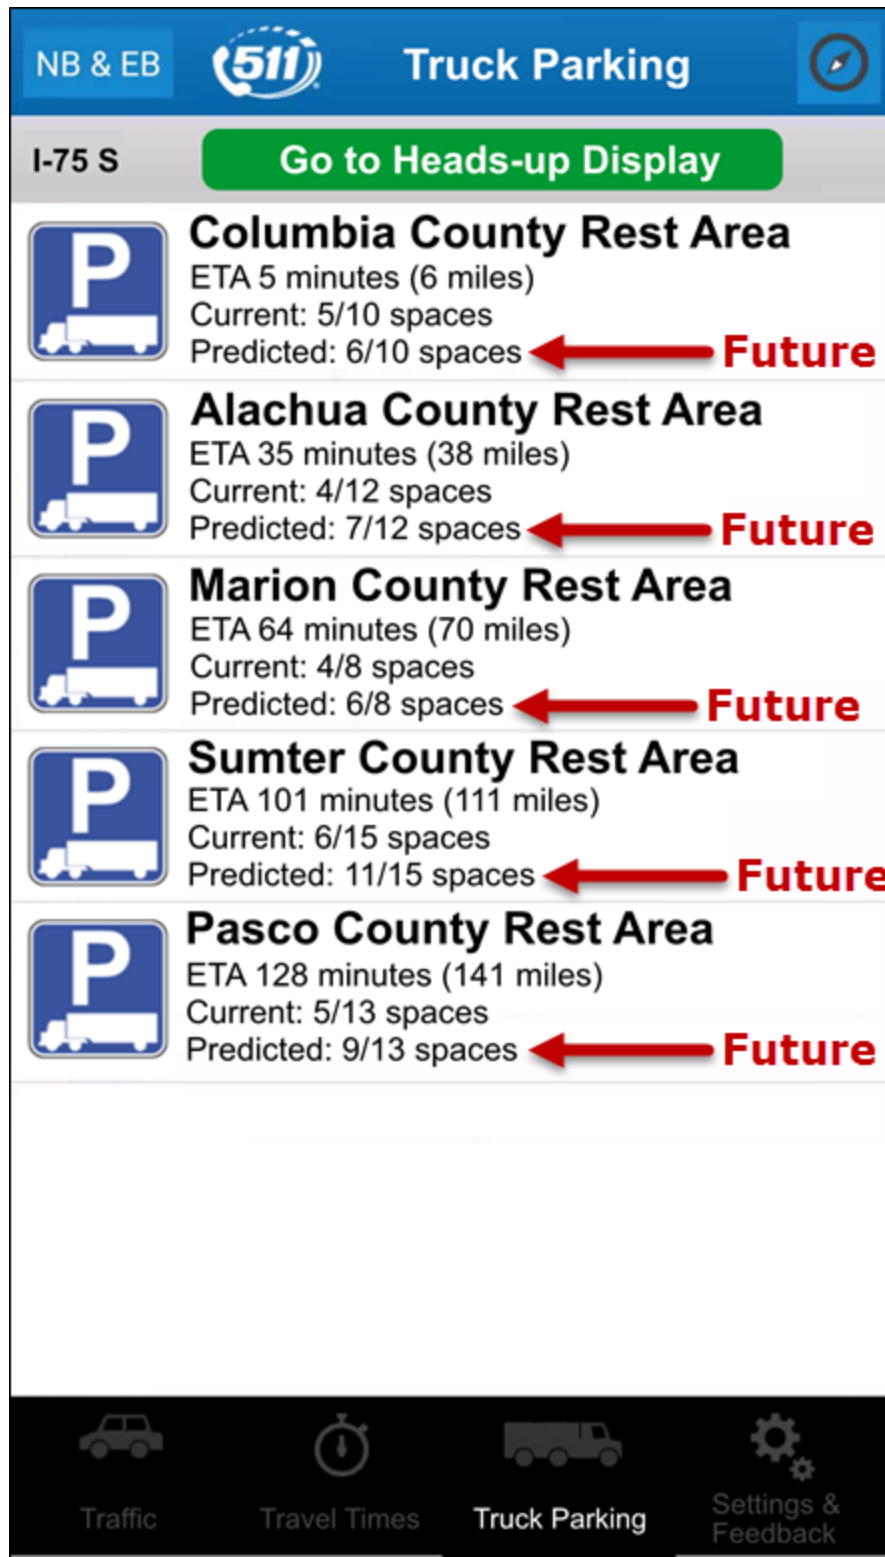 NB & EB
511
Truck Parking
I-75 S
Go to Heads-up Display
P
Columbia County Rest Area
ETA 5 minutes (6 miles)
Current: 5/10 spaces
Predicted: 6/10 spaces
Future
P
Alachua County Rest Area
ETA 35 minutes (38 miles)
Current: 4/12 spaces
Predicted: 7/12 spaces
Future
P
Marion County Rest Area
ETA 64 minutes (70 miles)
Current: 4/8 spaces
Predicted: 6/8 spaces
Future
P
Sumter County Rest Area
ETA 101 minutes (111 miles)
Current: 6/15 spaces
Predicted: 11/15 spaces
Future
P
Pasco County Rest Area
ETA 128 minutes (141 miles)
Current: 5/13 spaces
Predicted: 9/13 spaces
Future
Traffic
Travel Times
Truck Parking
Settings &
Feedback